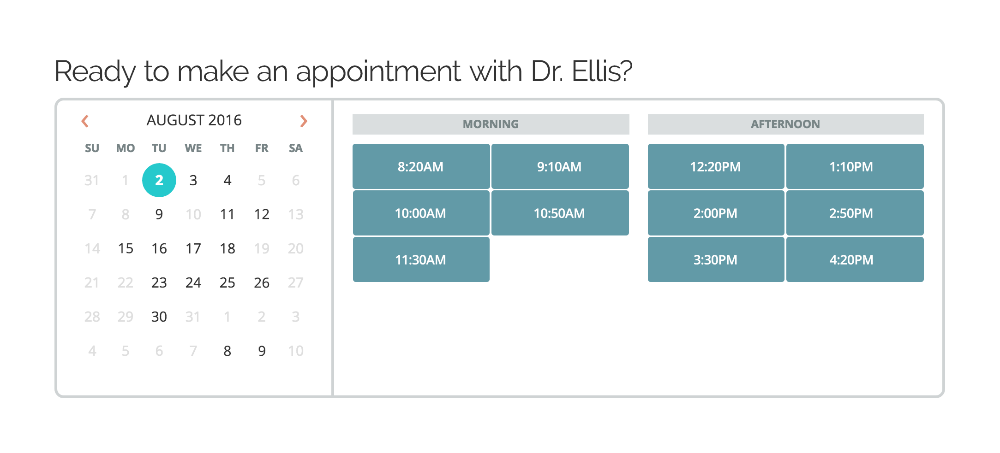 Ready to make an appointment with Dr. Ellis?
‹ AUGUST 2016 ›
SU MO TU WE TH FR SA
31 1 2 3 4 5 6
7 8 9 10 11 12 13
14 15 16 17 18 19 20
21 22 23 24 25 26 27
28 29 30 31 1 2 3
4 5 6 7 8 9 10
MORNING
8:20AM 9:10AM
10:00AM 10:50AM
11:30AM
AFTERNOON
12:20PM 1:10PM
2:00PM 2:50PM
3:30PM 4:20PM